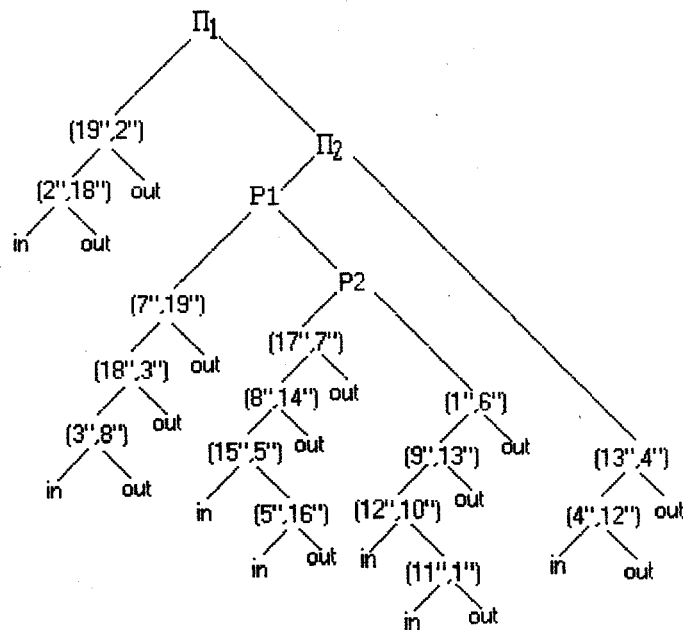 Π1
(19",2")
Π2
(2",18") out
P1
in out
P2
(7",19")
(17",7")
(18",3") out
(8",14") out (1",6")
(3",8") out
(15",5") out (9",13") out (13",4")
in out
in (5",16") (12",10") out (4",12") out
in out in (11",1") in out
in out